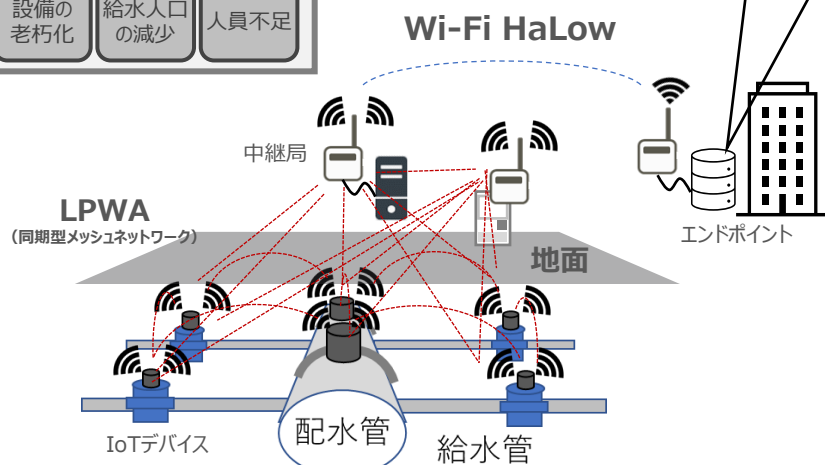 設備の
老朽化
給水人口
の減少
人員不足
Wi-Fi HaLow
中継局
LPWA
（同期型メッシュネットワーク）
地面
エンドポイント
IoTデバイス
配水管
給水管